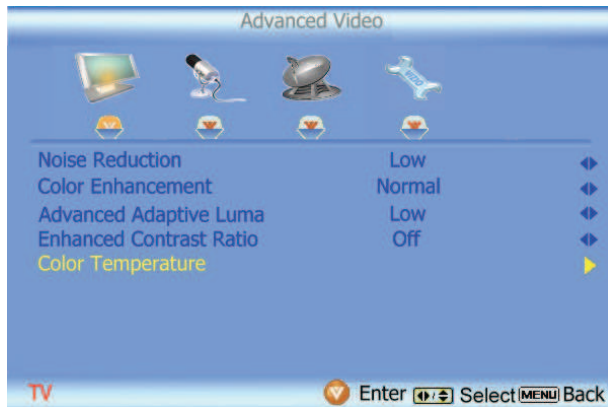 Advanced Video
VIZIO
Noise Reduction Low
Color Enhancement Normal
Advanced Adaptive Luma Low
Enhanced Contrast Ratio Off
Color Temperature
TV Enter Select MENU Back